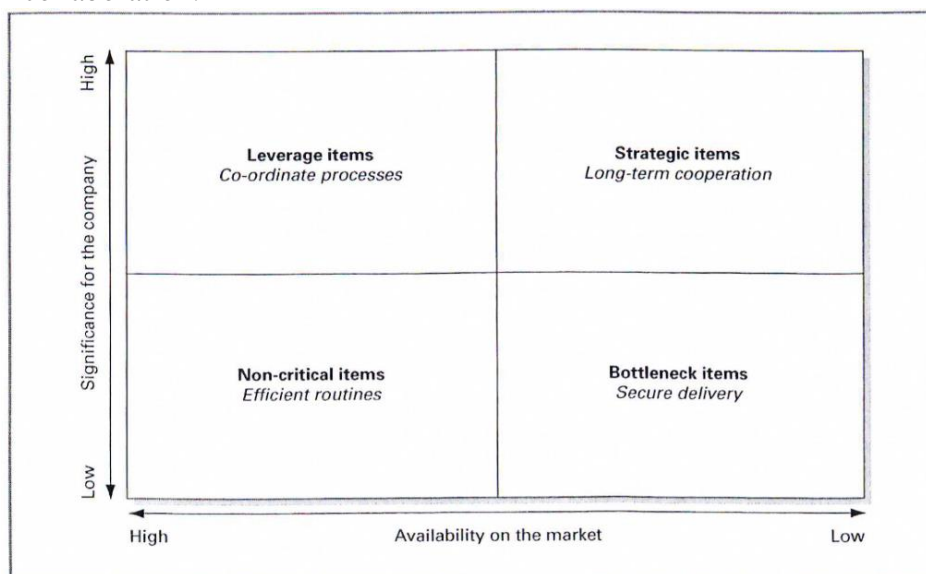 High
Significance for the company
Low
Leverage items
Co-ordinate processes
Strategic items
Long-term cooperation
Non-critical items
Efficient routines
Bottleneck items
Secure delivery
High
Availability on the market
Low